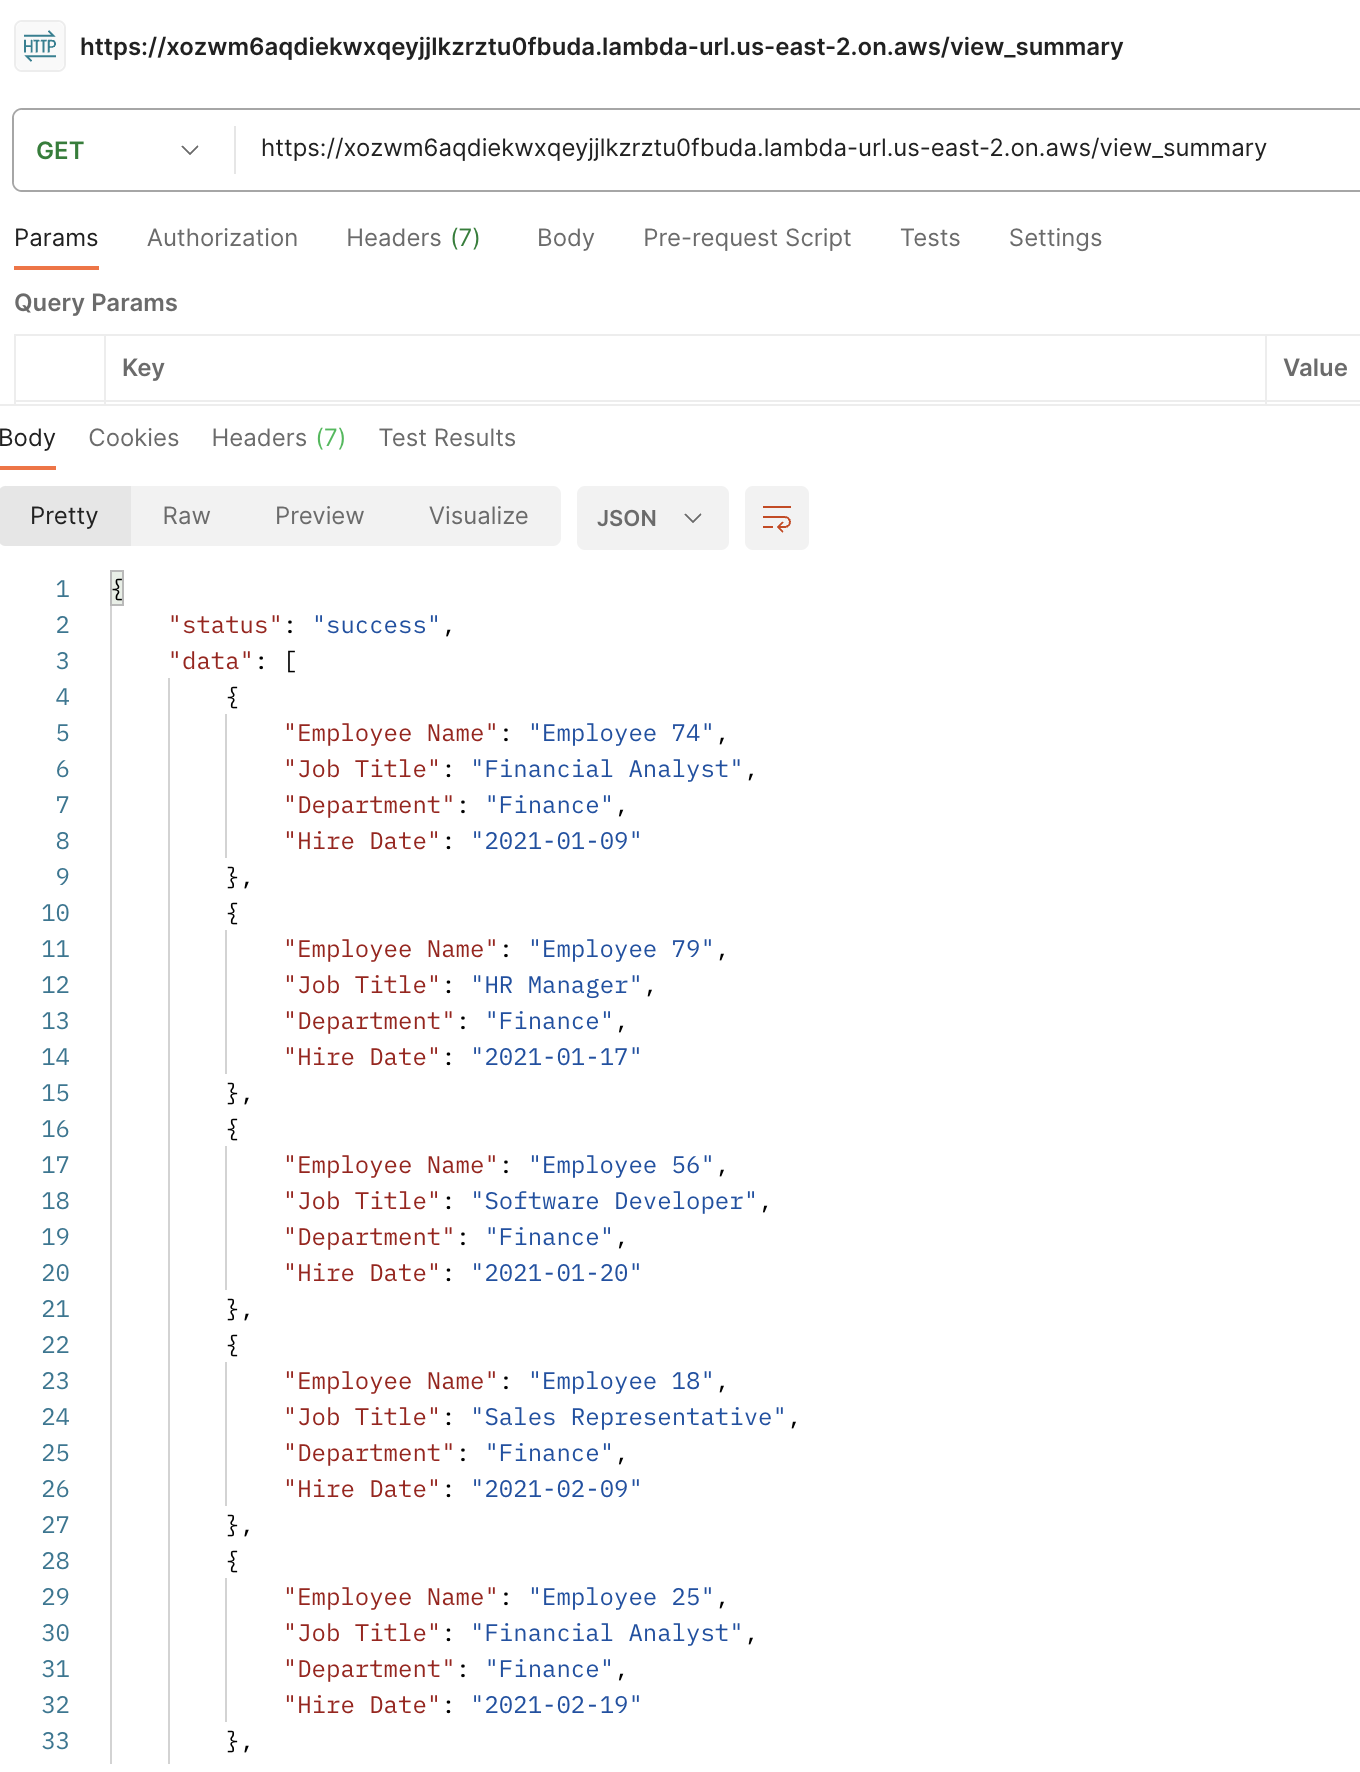 HTTP https://xozwm6aqdiekwxqeyjjlkzrztu0fbuda.lambda-url.us-east-2.on.aws/view_summary
GET https://xozwm6aqdiekwxqeyjjlkzrztu0fbuda.lambda-url.us-east-2.on.aws/view_summary
Params Authorization Headers (7) Body Pre-request Script Tests Settings
Query Params
Key Value
Body Cookies Headers (7) Test Results
Pretty Raw Preview Visualize JSON
1 {
2 "status": "success",
3 "data": [
4 {
5 "Employee Name": "Employee 74",
6 "Job Title": "Financial Analyst",
7 "Department": "Finance",
8 "Hire Date": "2021-01-09"
9 },
10 {
11 "Employee Name": "Employee 79",
12 "Job Title": "HR Manager",
13 "Department": "Finance",
14 "Hire Date": "2021-01-17"
15 },
16 {
17 "Employee Name": "Employee 56",
18 "Job Title": "Software Developer",
19 "Department": "Finance",
20 "Hire Date": "2021-01-20"
21 },
22 {
23 "Employee Name": "Employee 18",
24 "Job Title": "Sales Representative",
25 "Department": "Finance",
26 "Hire Date": "2021-02-09"
27 },
28 {
29 "Employee Name": "Employee 25",
30 "Job Title": "Financial Analyst",
31 "Department": "Finance",
32 "Hire Date": "2021-02-19"
33 },